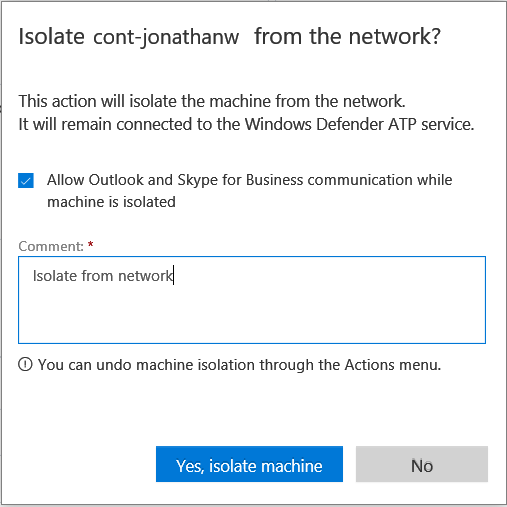 Isolate cont-jonathanw from the network?
This action will isolate the machine from the network.
It will remain connected to the Windows Defender ATP service.
Allow Outlook and Skype for Business communication while
machine is isolated
Comment: *
Isolate from network
You can undo machine isolation through the Actions menu.
Yes, isolate machine
No